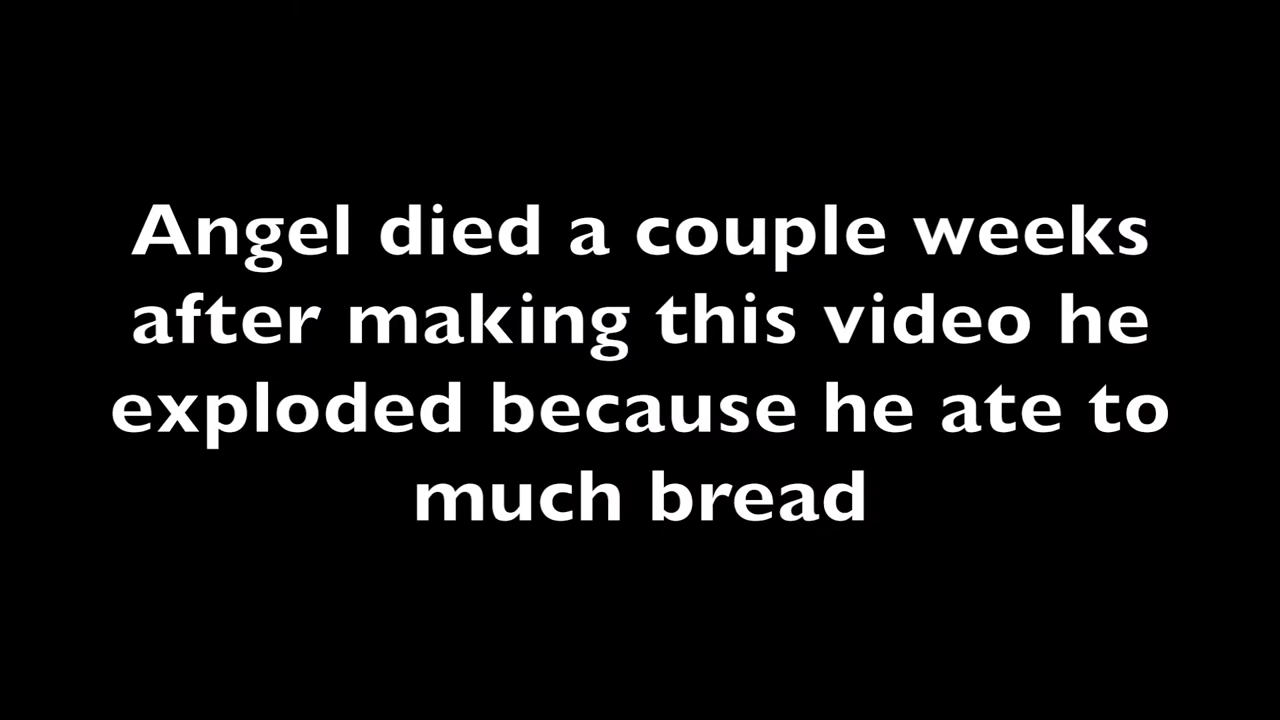 Angel died a couple weeks
after making this video he
exploded because he ate to
much bread